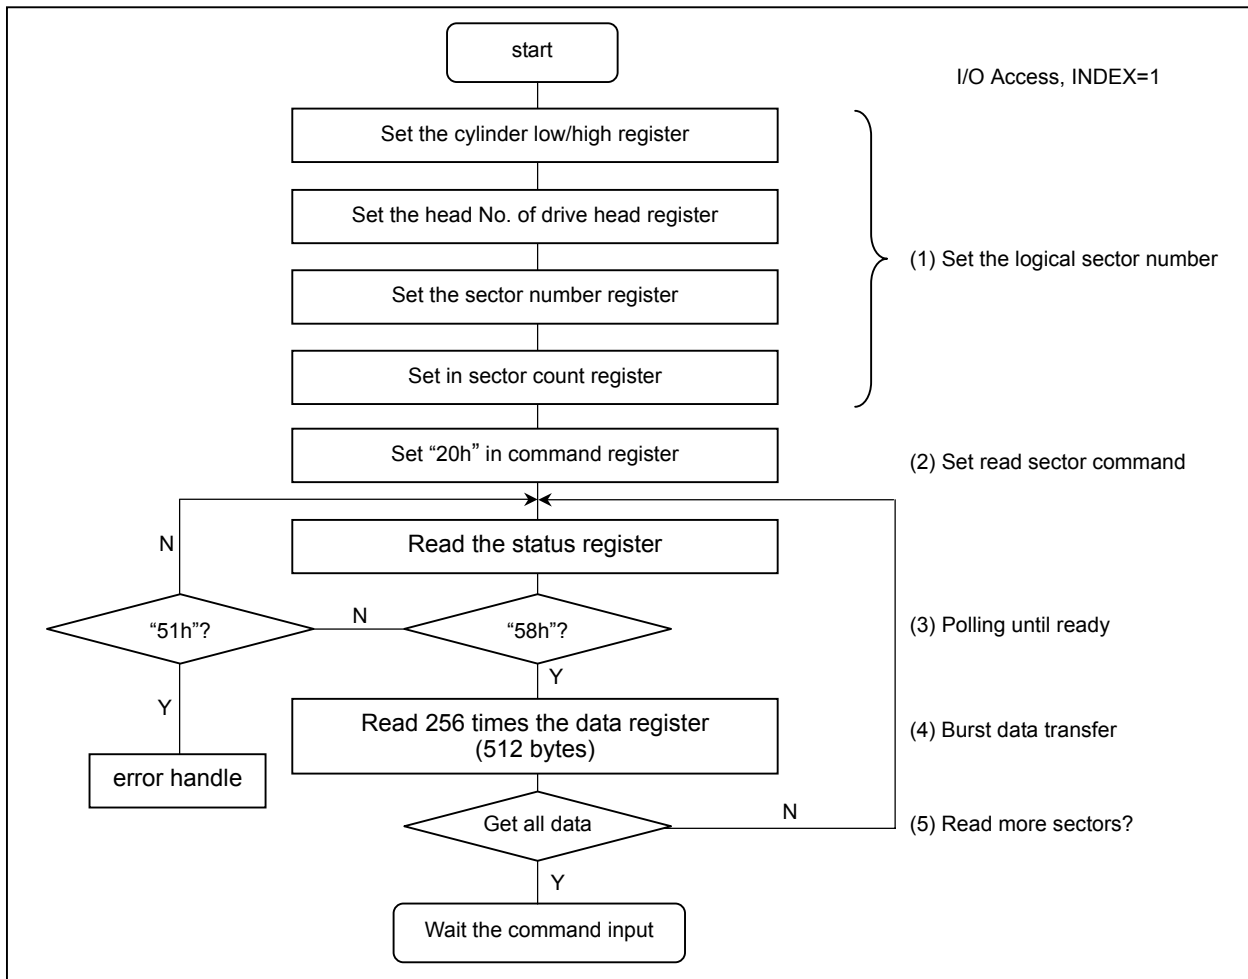 start
I/O Access, INDEX=1
Set the cylinder low/high register
Set the head No. of drive head register
(1) Set the logical sector number
Set the sector number register
Set in sector count register
Set “20h” in command register
(2) Set read sector command
N
Read the status register
“51h”?
N
“58h”?
(3) Polling until ready
Y
Y
Read 256 times the data register
(512 bytes)
(4) Burst data transfer
error handle
Get all data
N
(5) Read more sectors?
Y
Wait the command input